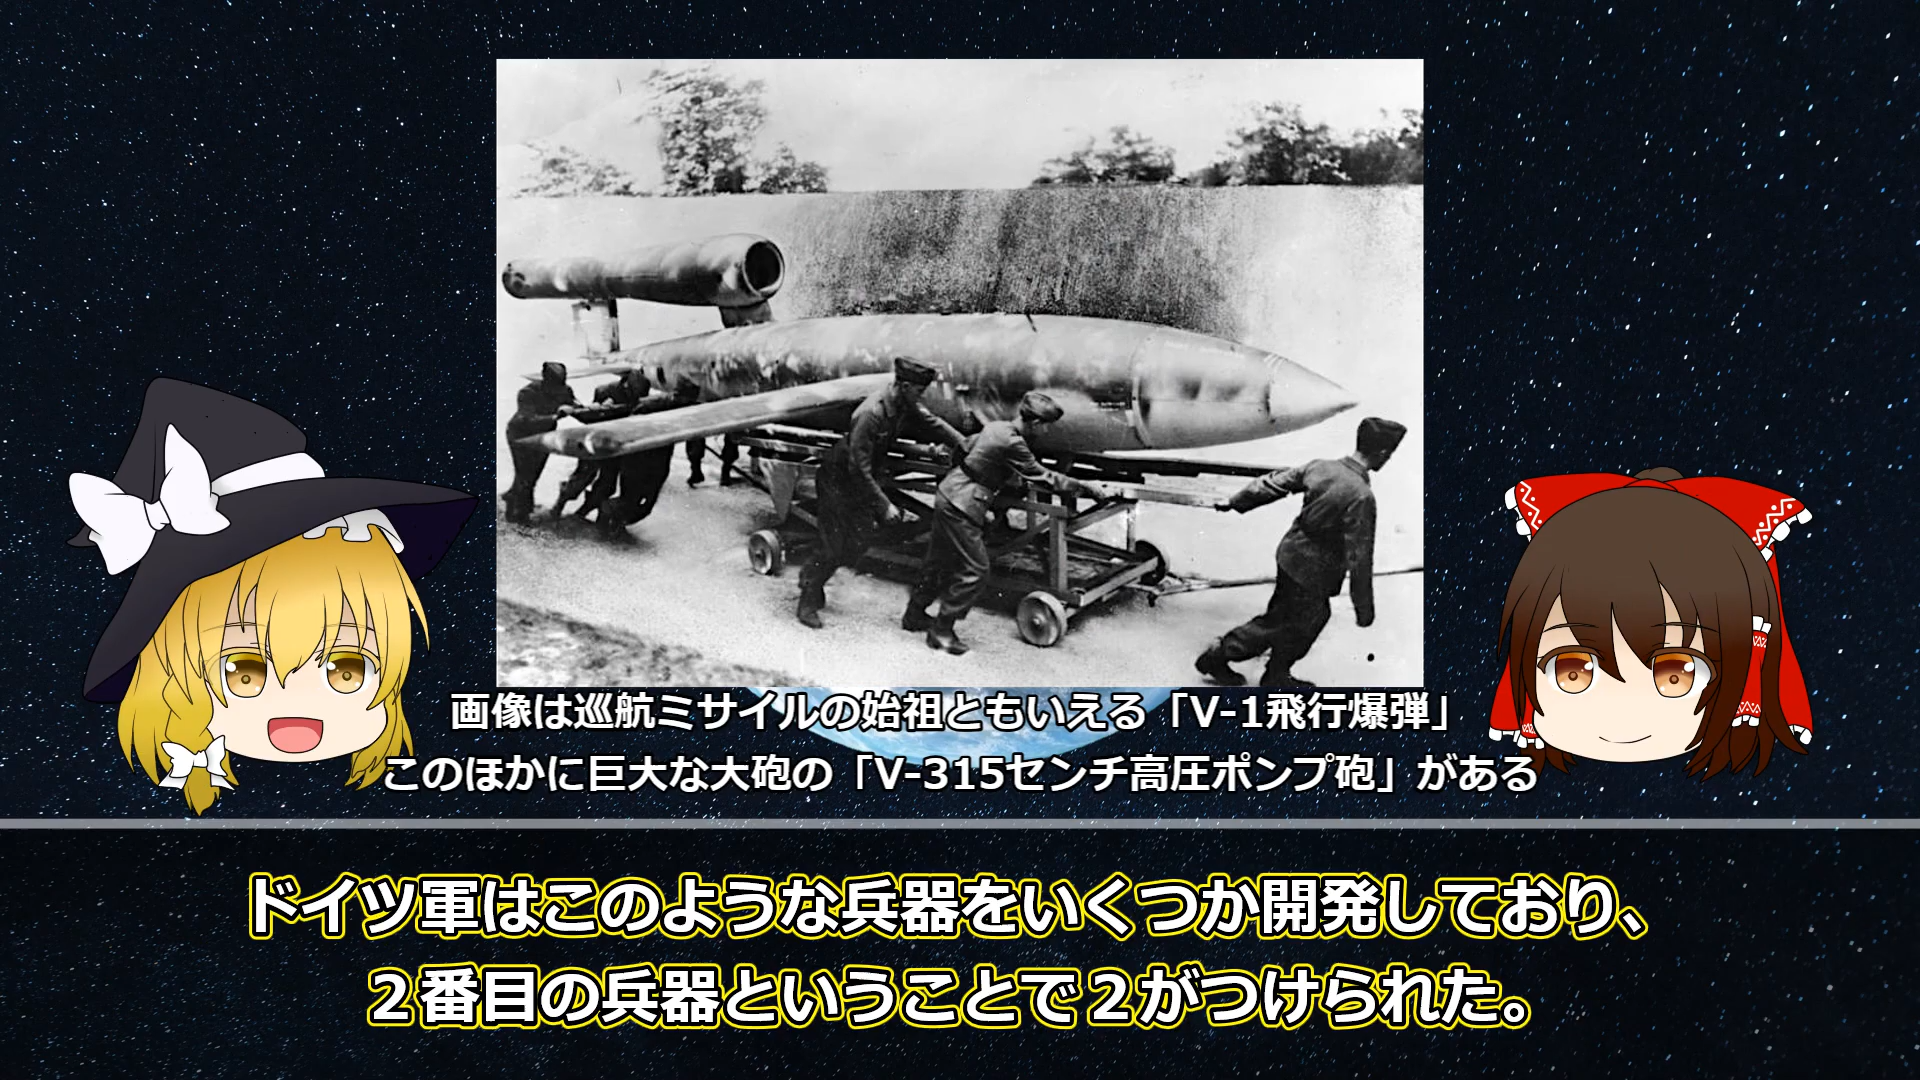 画像は巡航ミサイルの始祖ともいえる「V-1飛行爆弾」
このほかに巨大な大砲の「V-315センチ高圧ポンプ砲」がある
ドイツ軍はこのような兵器をいくつか開発しており、
２番目の兵器ということで２がつけられた。